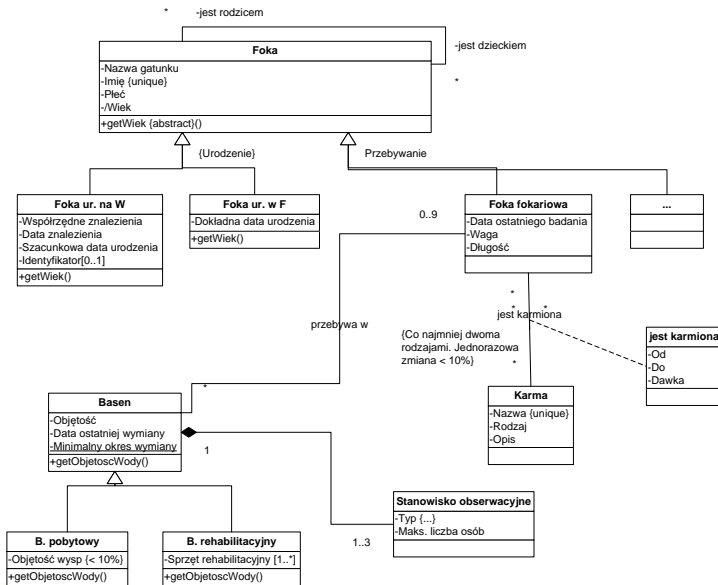 * -jest rodzicem
Foka
-jest dzieckiem
-Nazwa gatunku
-Imię {unique}
-Płeć
-/Wiek
*
+getWiek {abstract}()
{Urodzenie}
Przebywanie
Foka ur. na W
-Współrzędne znalezienia
-Data znalezienia
-Szacunkowa data urodzenia
-Identyfikator[0..1]
+getWiek()
Foka ur. w F
-Dokładna data urodzenia
+getWiek()
0..9
Foka fokariowa
-Data ostatniego badania
-Waga
-Długość
...
*
* *
jest karmiona
przebywa w
{Co najmniej dwoma
rodzajami. Jednorazowa
zmiana < 10%}
*
jest karmiona
-Od
-Do
-Dawka
*
Basen
-Objętość
-Data ostatniej wymiany
-Minimalny okres wymiany
+getObjetoscWody()
1
Karma
-Nazwa {unique}
-Rodzaj
-Opis
Stanowisko obserwacyjne
-Typ {...}
-Maks. liczba osób
1..3
B. pobytowy
-Objętość wysp {< 10%}
+getObjetoscWody()
B. rehabilitacyjny
-Sprzęt rehabilitacyjny [1..*]
+getObjetoscWody()